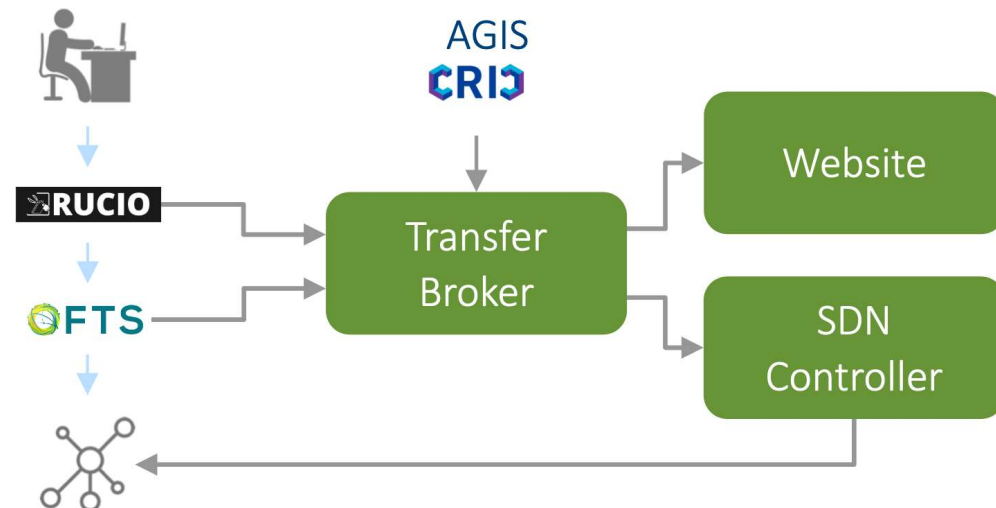 AGIS
CRIC
RUCIO
FTS
Transfer
Broker
Website
SDN
Controller